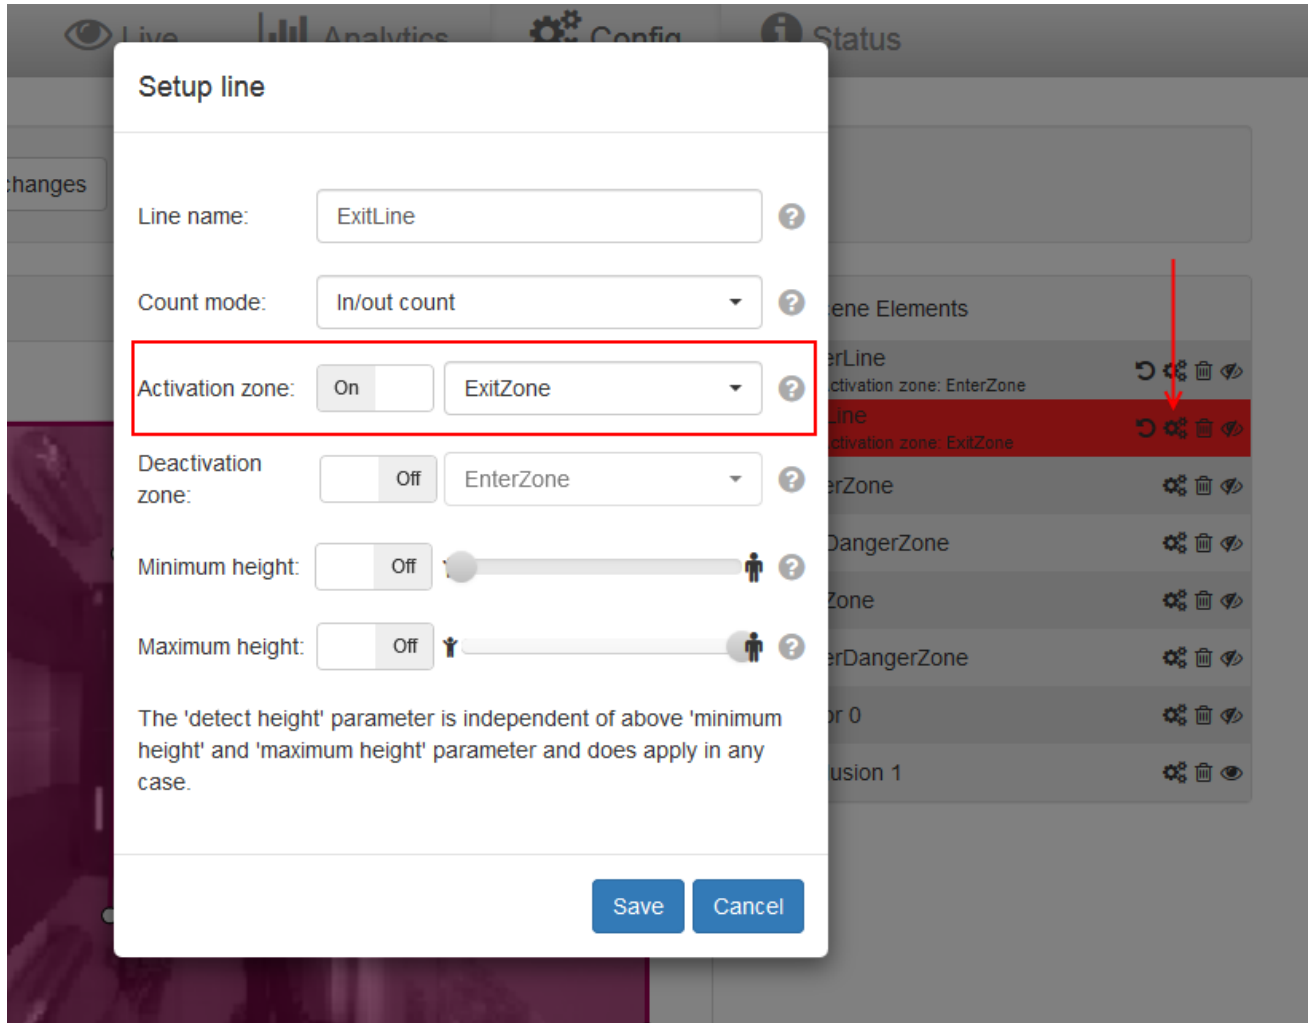 Live Analytics Config Status
Setup line
changes
Line name: ExitLine
Count mode: In/out count
ene Elements
erLine
Activation zone: On ExitZone
ctivation zone: EnterZone
Line
ctivation zone: ExitZone
Deactivation
zone: Off EnterZone
erZone
DangerZone
Minimum height: Off
Zone
Maximum height: Off
erDangerZone
The 'detect height' parameter is independent of above 'minimum
height' and 'maximum height' parameter and does apply in any
case.
or 0
usion 1
Save Cancel